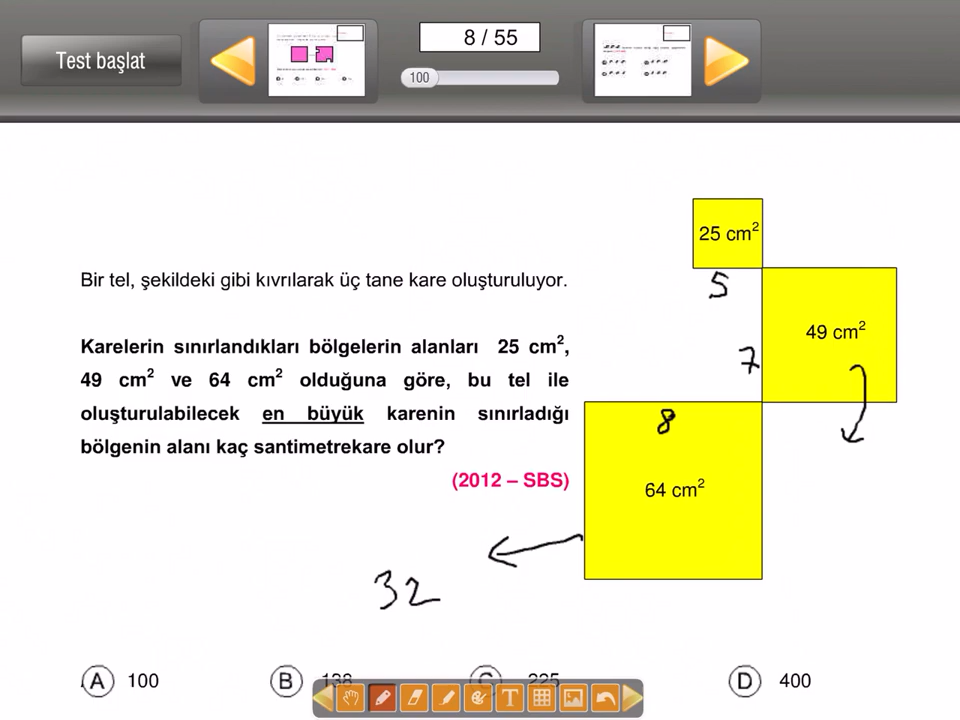 Test başlat
8 / 55
100
25 cm²
Bir tel, şekildeki gibi kıvrılarak üç tane kare oluşturuluyor.
5
49 cm²
7
Karelerin sınırlandıkları bölgelerin alanları 25 cm²,
49 cm² ve 64 cm² olduğuna göre, bu tel ile
oluşturulabilecek en büyük karenin sınırladığı
bölgenin alanı kaç santimetrekare olur?
(2012 – SBS)
8
64 cm²
32
A 100
B 138
C 225
D 400
T